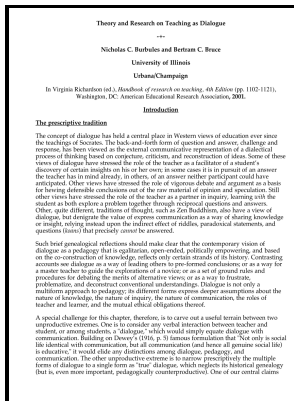 Theory and Research on Teaching as Dialogue
Nicholas C. Burbules and Bertram C. Bruce
University of Illinois
Urbana/Champaign
In Virginia Richardson (ed.), Handbook of research on teaching, 4th Edition (pp. 1102-1121),
Washington, DC: American Educational Research Association, 2001.
Introduction
The prescriptive tradition
The concept of dialogue has held a central place in Western views of education ever since
the teachings of Socrates. The back-and-forth form of question and answer, challenge and
response, has been viewed as the external communicative representation of a dialectical
process of thinking based on conjecture, criticism, and reconstruction of ideas. Some of these
views of dialogue have stressed the role of the teacher as a facilitator of a student's
discovery of certain insights on his or her own; in some cases it is in pursuit of an answer
the teacher has in mind already, in others, of an answer neither participant could have
anticipated. Other views have stressed the role of vigorous debate and argument as a basis
for hewing defensible conclusions out of the raw material of opinion and speculation. Still
other views have stressed the role of the teacher as a partner in inquiry, learning with the
student as both explore a problem together through reciprocal questions and answers.
Other, quite different, traditions of thought, such as Zen Buddhism, also have a view of
dialogue, but denigrate the value of express communication as a way of sharing knowledge
or insight, relying instead upon the indirect effect of riddles, paradoxical statements, and
questions (koans) that precisely cannot be answered.
Such brief genealogical reflections should make clear that the contemporary vision of
dialogue as a pedagogy that is egalitarian, open-ended, politically empowering, and based
on the co-construction of knowledge, reflects only certain strands of its history. Contrasting
accounts see dialogue as a way of leading others to pre-formed conclusions; or as a way for
a master teacher to guide the explorations of a novice; or as a set of ground rules and
procedures for debating the merits of alternative views; or as a way to frustrate,
problematize, and deconstruct conventional understandings. Dialogue is not only a
multiform approach to pedagogy; its different forms express deeper assumptions about the
nature of knowledge, the nature of inquiry, the nature of communication, the roles of
teacher and learner, and the mutual ethical obligations thereof.
A special challenge for this chapter, therefore, is to carve out a useful terrain between two
unproductive extremes. One is to consider any verbal interaction between teacher and
student, or among students, a "dialogue," which would simply equate dialogue with
communication. Building on Dewey's (1916, p. 5) famous formulation that "Not only is social
life identical with communication, but all communication (and hence all genuine social life)
is educative," it would elide any distinctions among dialogue, pedagogy, and
communication. The other unproductive extreme is to narrow prescriptively the multiple
forms of dialogue to a single form as "true" dialogue, which neglects its historical genealogy
(but is, even more important, pedagogically counterproductive). One of our central claims